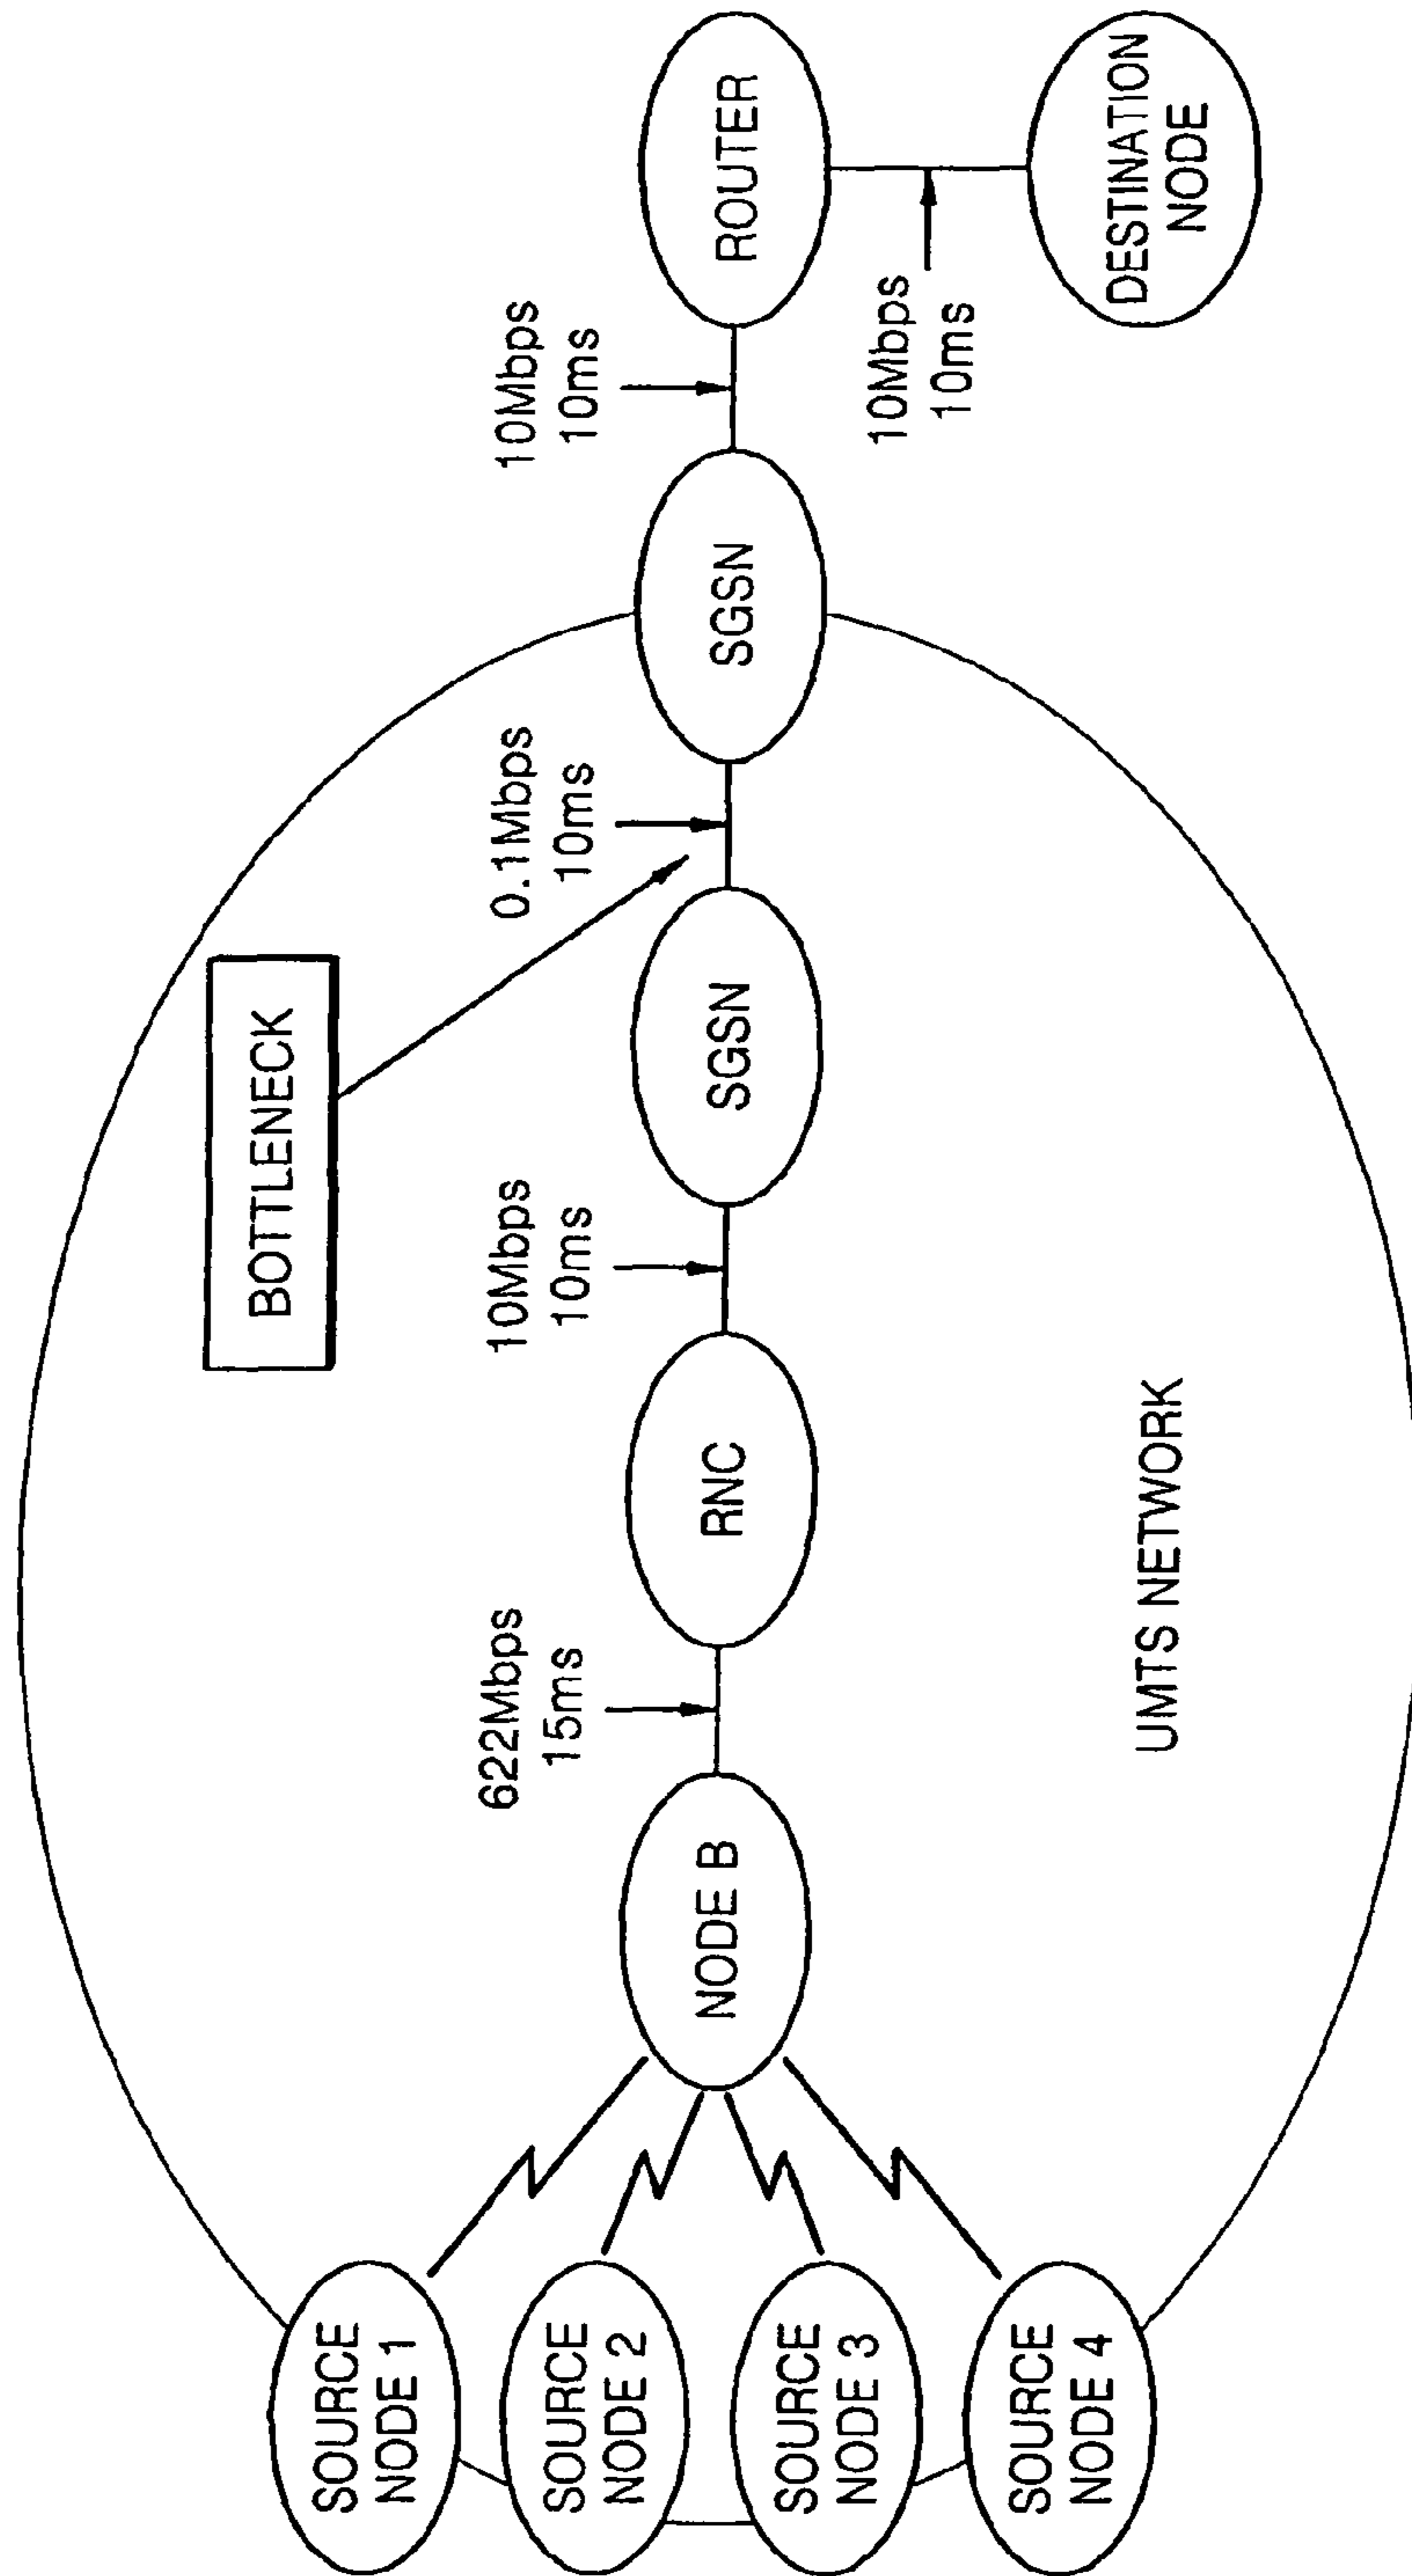 SOURCE
NODE 1
SOURCE
NODE 2
SOURCE
NODE 3
SOURCE
NODE 4
NODE B
622Mbps
15ms
RNC
10Mbps
10ms
SGSN
BOTTLENECK
0.1Mbps
10ms
SGSN
10Mbps
10ms
ROUTER
10Mbps
10ms
DESTINATION
NODE
UMTS NETWORK